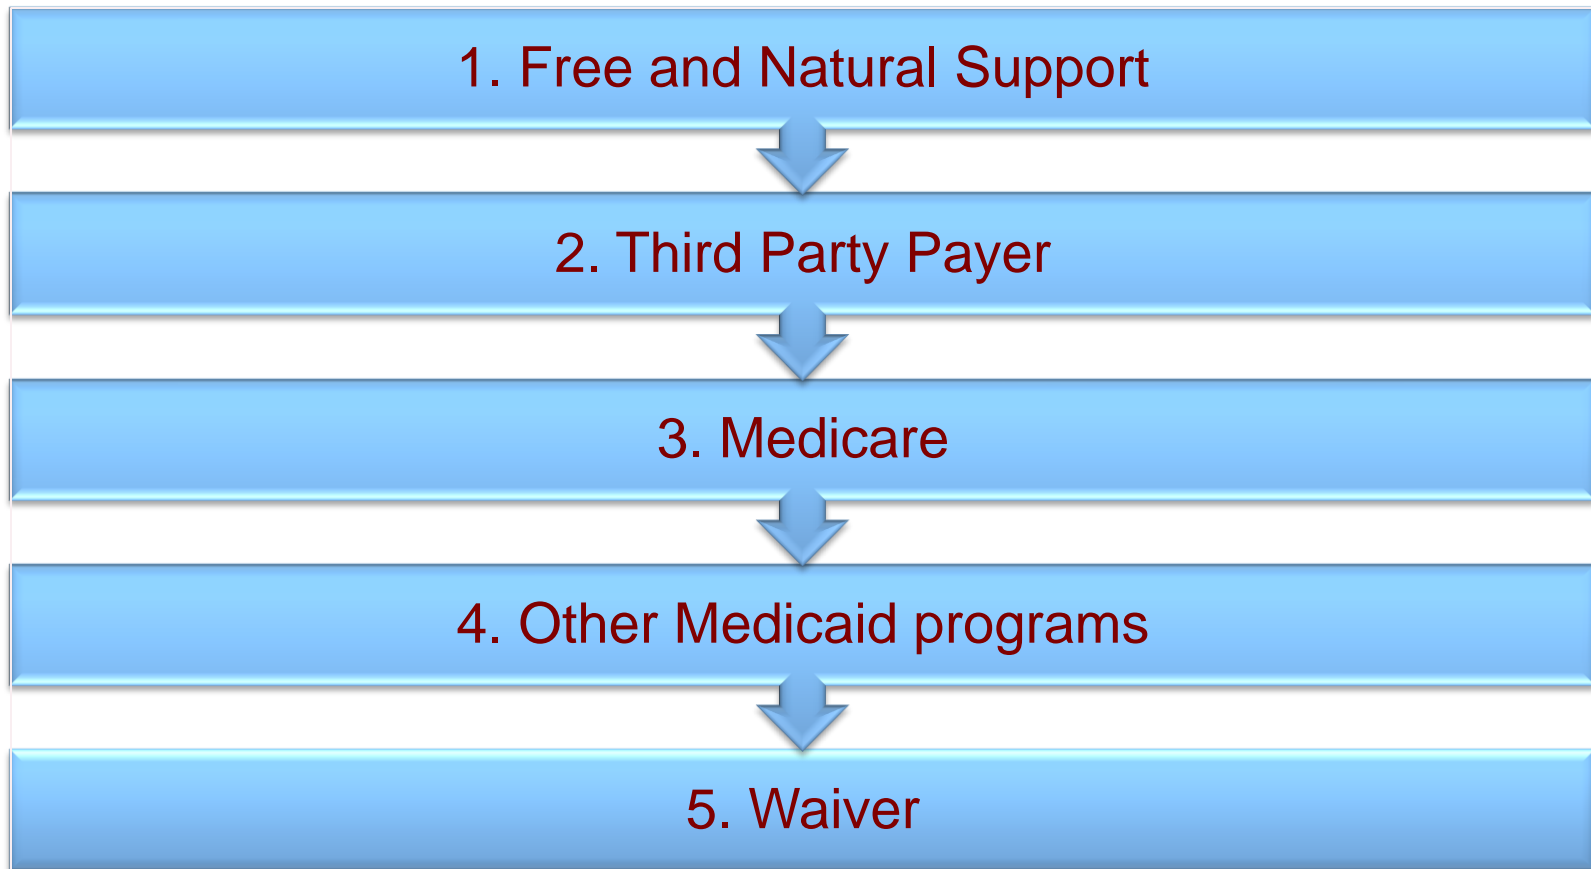 1. Free and Natural Support
2. Third Party Payer
3. Medicare
4. Other Medicaid programs
5. Waiver